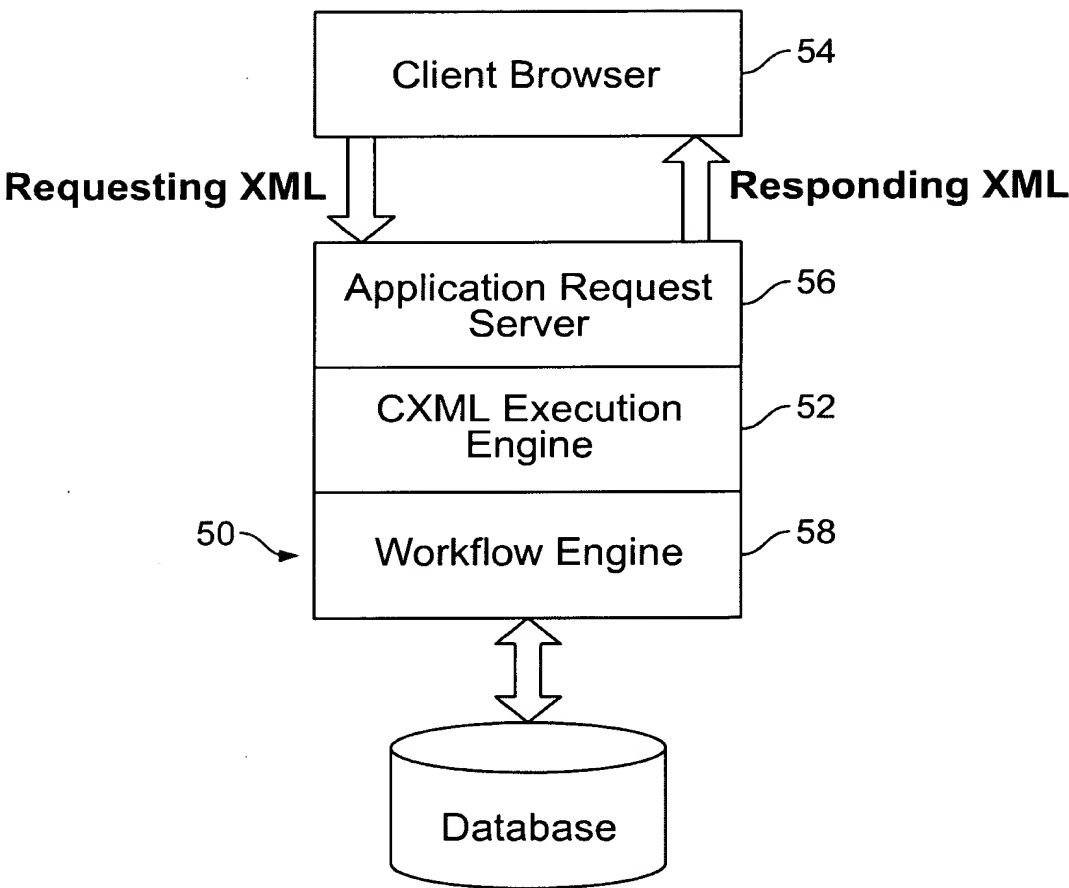 Client Browser
54
Requesting XML
Responding XML
Application Request
Server
56
CXML Execution
Engine
52
50
Workflow Engine
58
Database